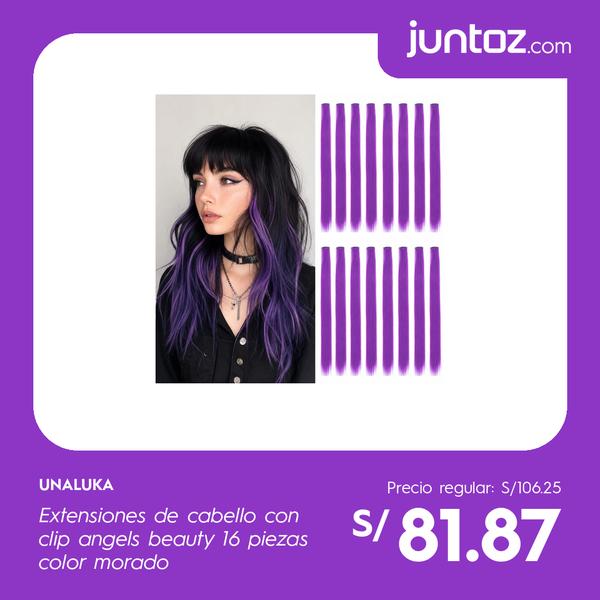 juntoz.com
UNALUKA
Extensiones de cabello con
clip angels beauty 16 piezas
color morado
Precio regular: S/106.25
S/81.87